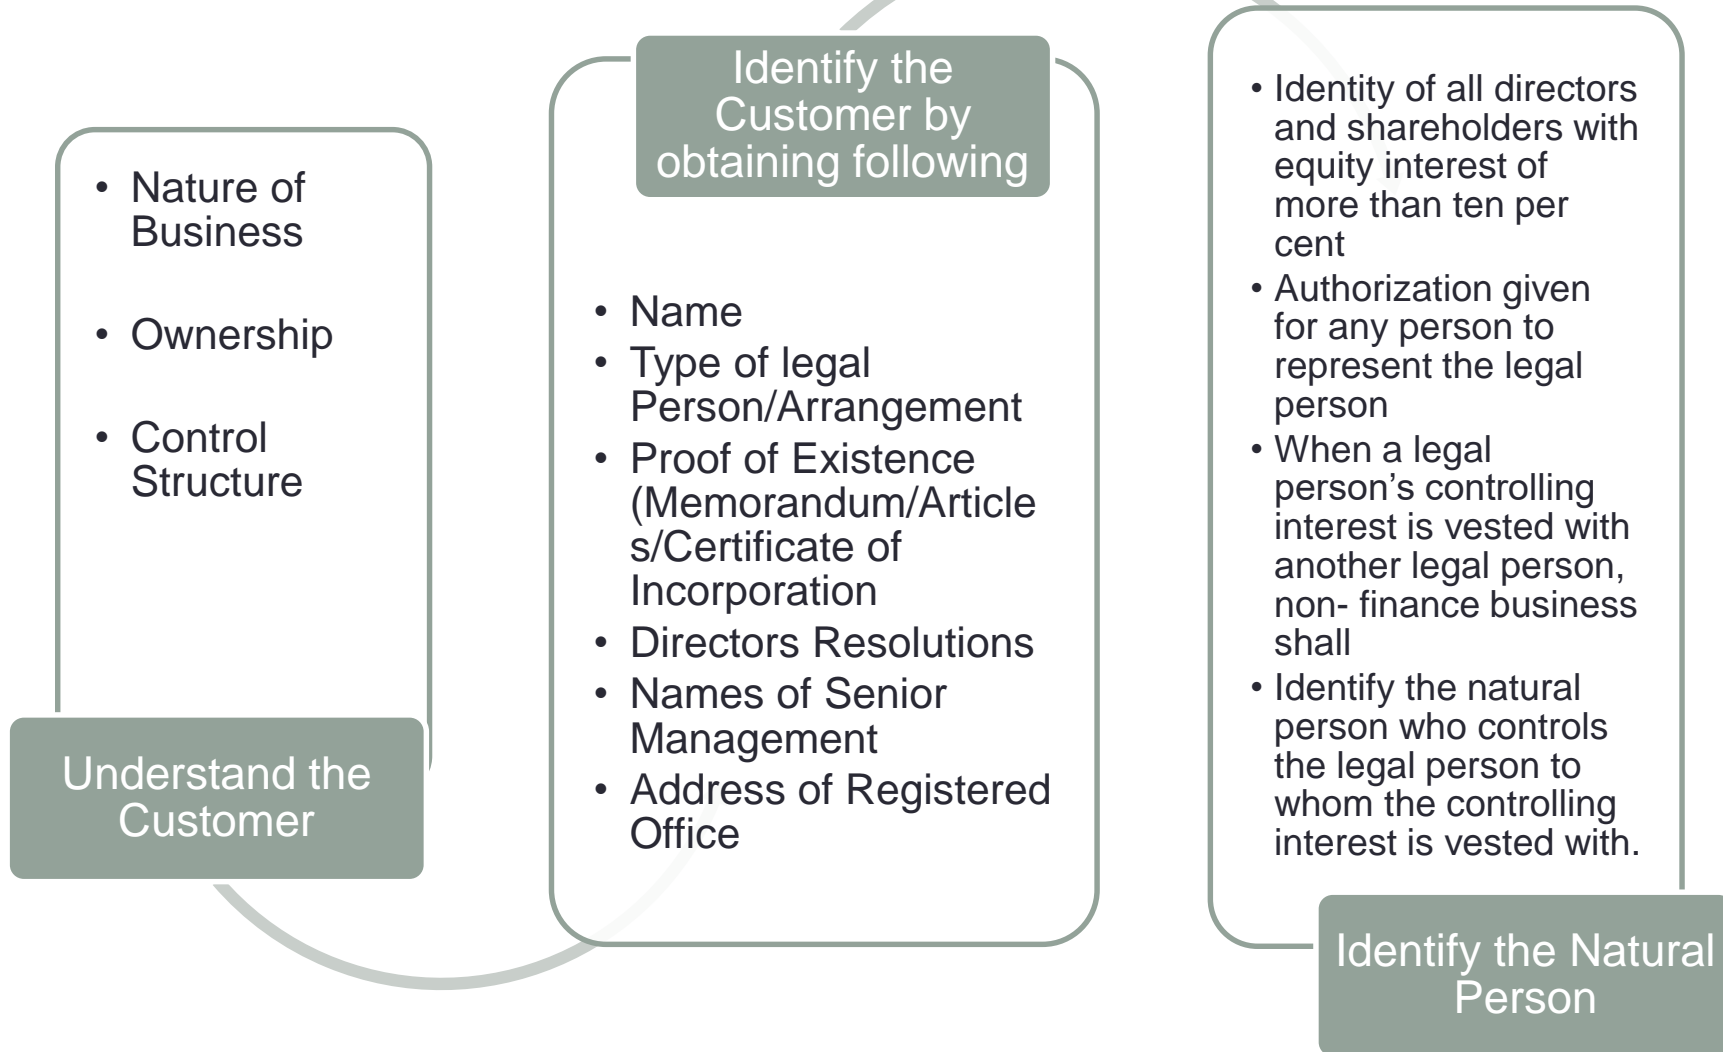 • Nature of
Business
• Ownership
• Control
Structure
Understand the
Customer
Identify the
Customer by
obtaining following
• Name
• Type of legal
Person/Arrangement
• Proof of Existence
(Memorandum/Article
s/Certificate of
Incorporation
• Directors Resolutions
• Names of Senior
Management
• Address of Registered
Office
• Identity of all directors
and shareholders with
equity interest of
more than ten per
cent
• Authorization given
for any person to
represent the legal
person
• When a legal
person’s controlling
interest is vested with
another legal person,
non- finance business
shall
• Identify the natural
person who controls
the legal person to
whom the controlling
interest is vested with.
Identify the Natural
Person